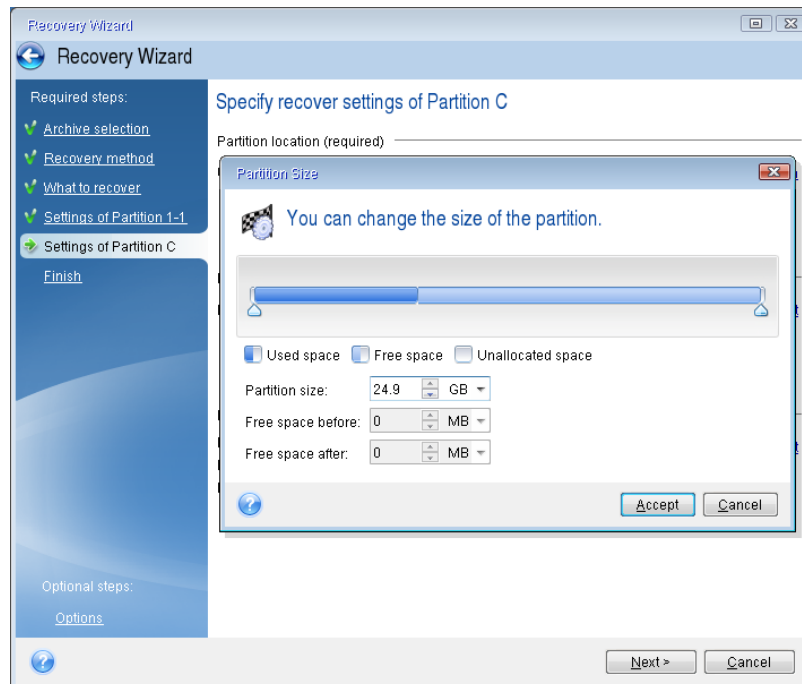 Recovery Wizard
Recovery Wizard
Required steps:
Archive selection
Recovery method
What to recover
Settings of Partition 1-1
Settings of Partition C
Finish
Optional steps:
Options
Specify recover settings of Partition C
Partition location (required)
Partition Size
You can change the size of the partition.
Used space Free space Unallocated space
Partition size: 24.9 GB
Free space before: 0 MB
Free space after: 0 MB
Accept Cancel
Next > Cancel